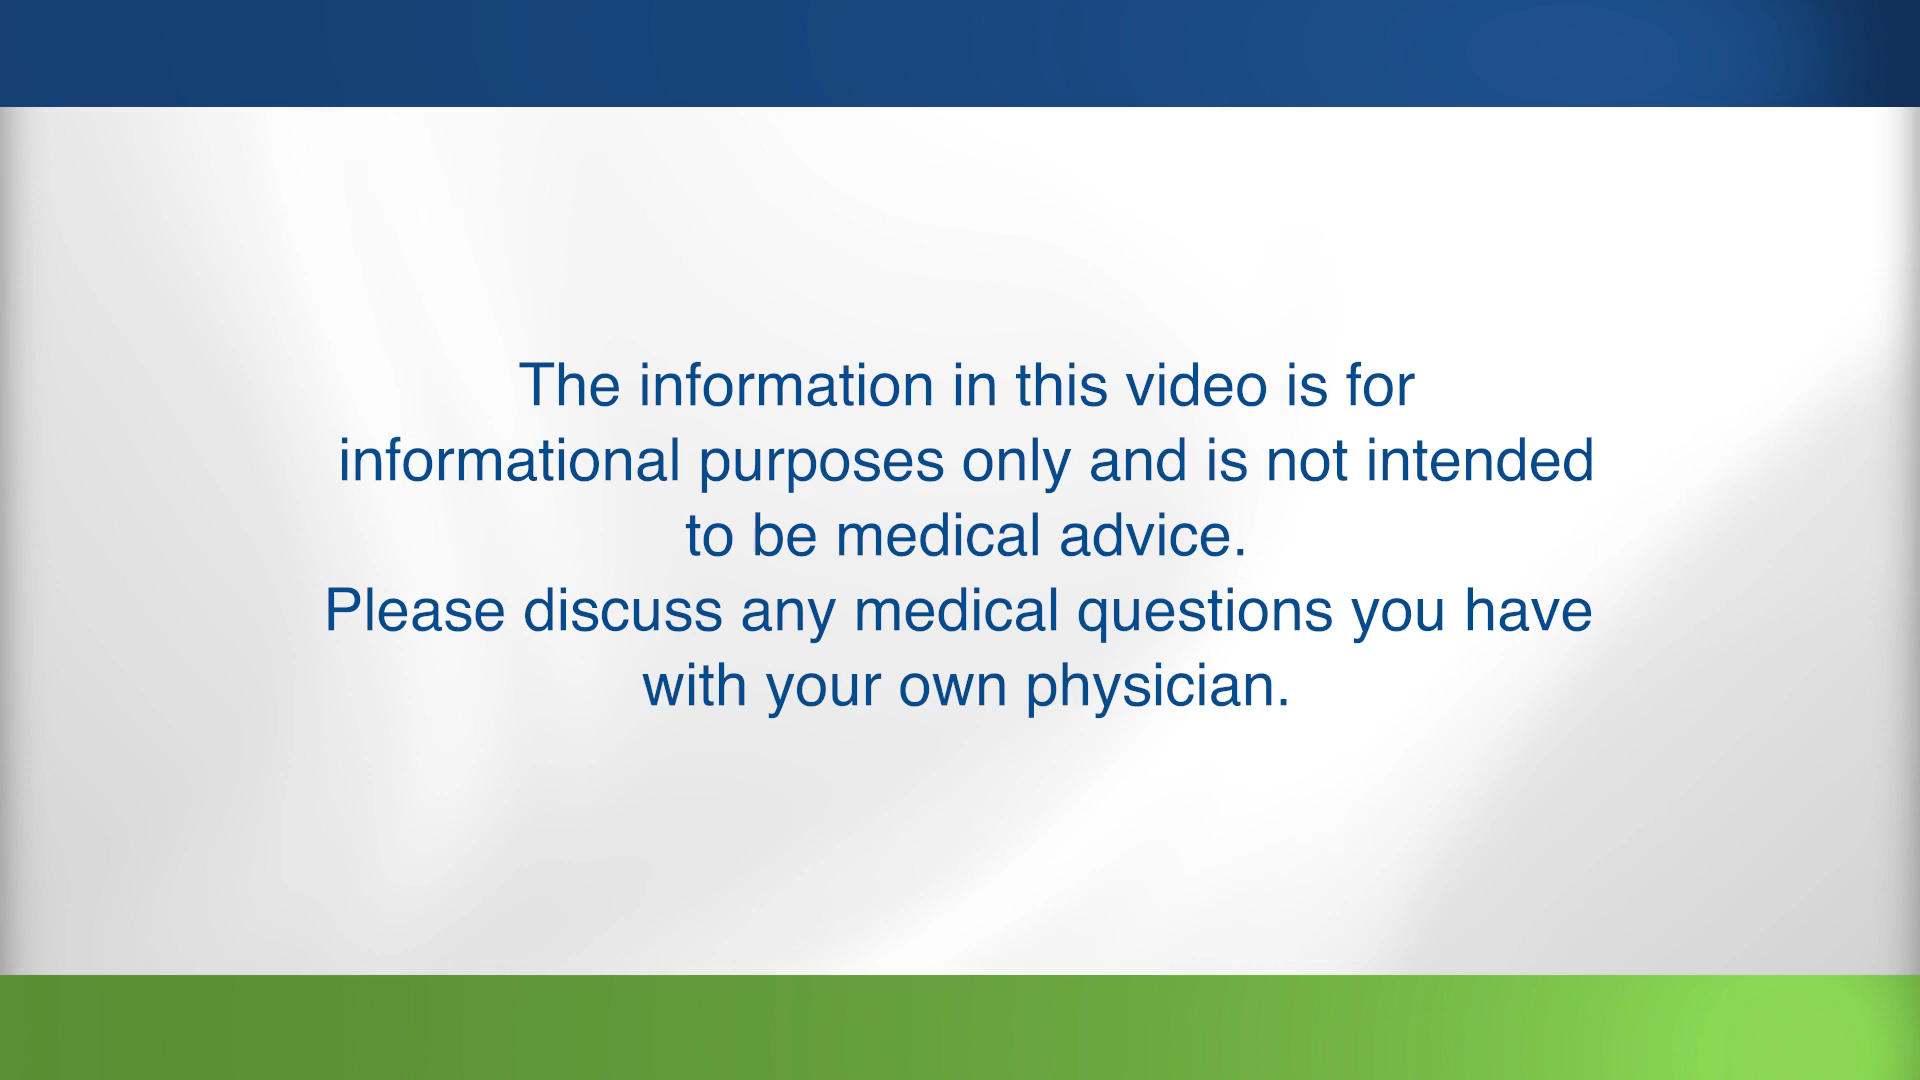 The information in this video is for
informational purposes only and is not intended
to be medical advice.
Please discuss any medical questions you have
with your own physician.